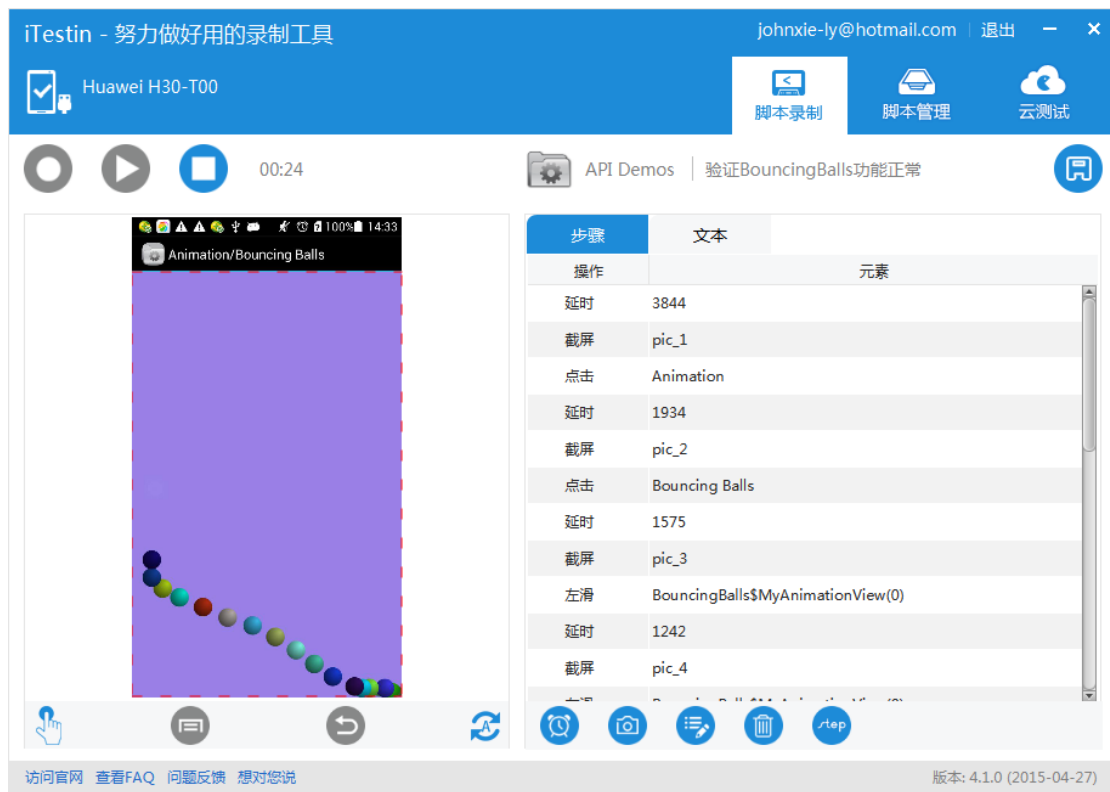 iTestin - 努力做好用的录制工具
johnxie-ly@hotmail.com 退出
Huawei H30-T00
脚本录制 脚本管理 云测试
00:24
API Demos 验证BouncingBalls功能正常
100% 14:33
Animation/Bouncing Balls
步骤 文本
操作 元素
延时 3844
截屏 pic_1
点击 Animation
延时 1934
截屏 pic_2
点击 Bouncing Balls
延时 1575
截屏 pic_3
左滑 BouncingBalls$MyAnimationView(0)
延时 1242
截屏 pic_4
step
访问官网 查看FAQ 问题反馈 想对您说
版本: 4.1.0 (2015-04-27)